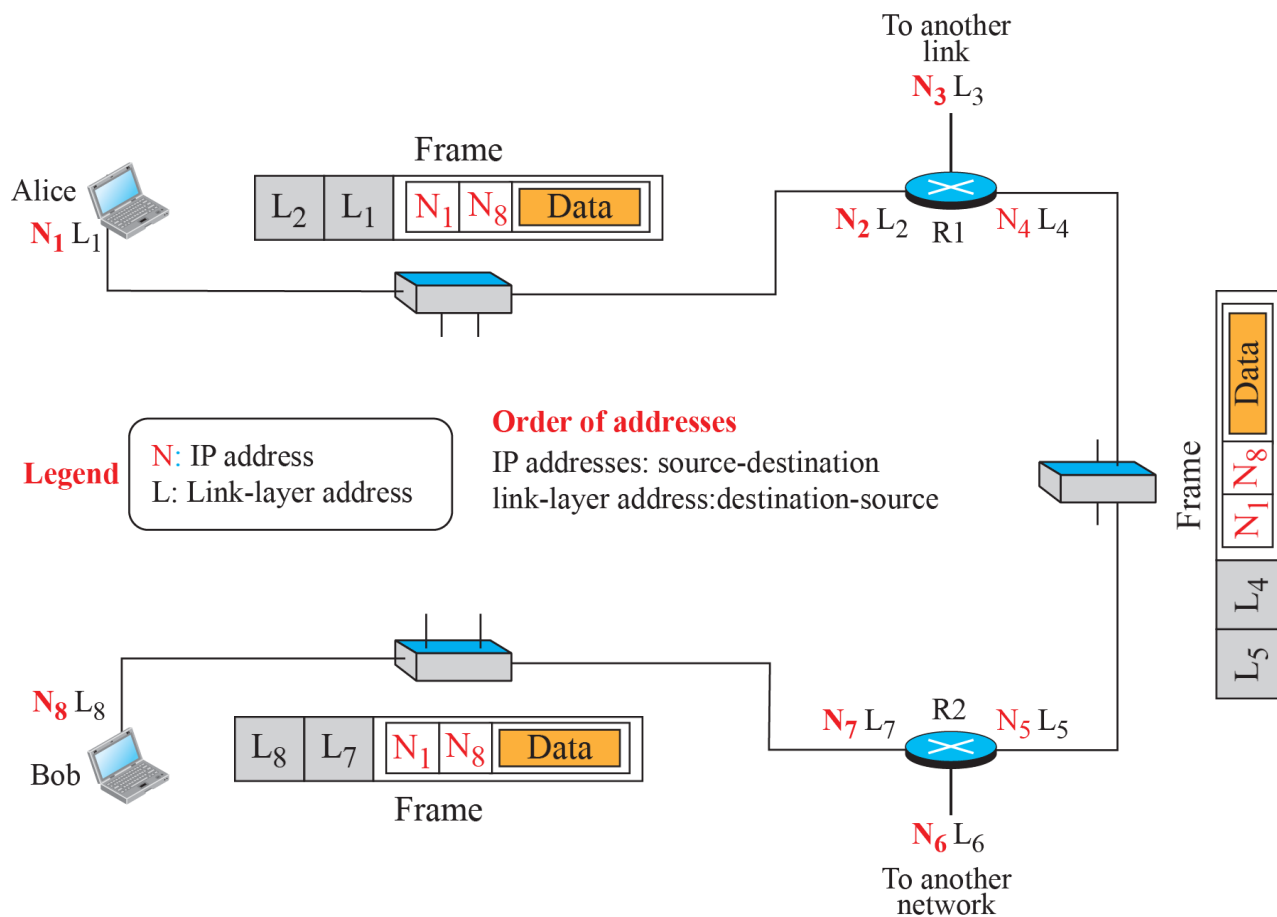 To another
link
N₃ L₃
Frame
Alice
N₁ L₁
L₂ L₁ N₁ N₈ Data
N₂ L₂
R1
N₄ L₄
Legend
N: IP address
L: Link-layer address
Order of addresses
IP addresses: source-destination
link-layer address:destination-source
Frame
L₅ L₄ N₁ N₈ Data
N₈ L₈
Bob
L₈ L₇ N₁ N₈ Data
Frame
N₇ L₇
R2
N₅ L₅
N₆ L₆
To another
network